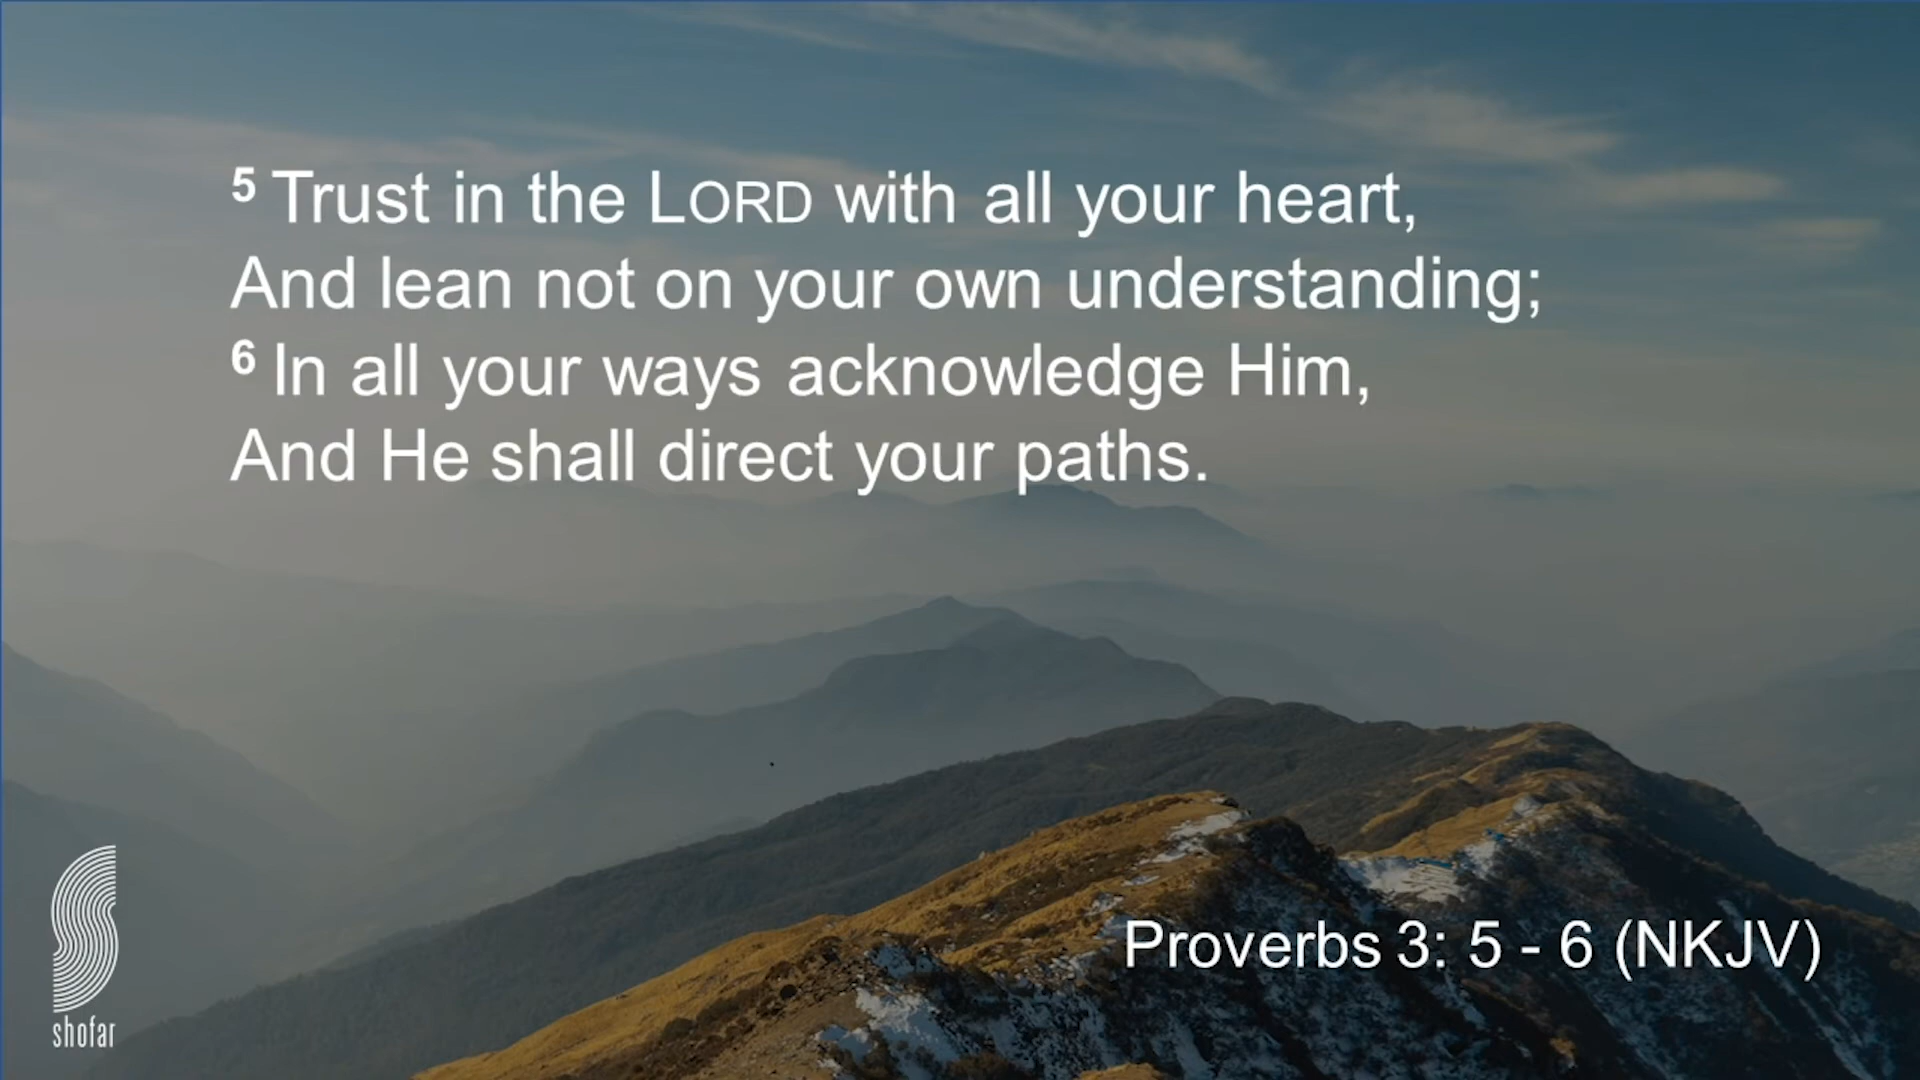 5 Trust in the LORD with all your heart,
And lean not on your own understanding;
6 In all your ways acknowledge Him,
And He shall direct your paths.
Proverbs 3: 5 - 6 (NKJV)
shofar